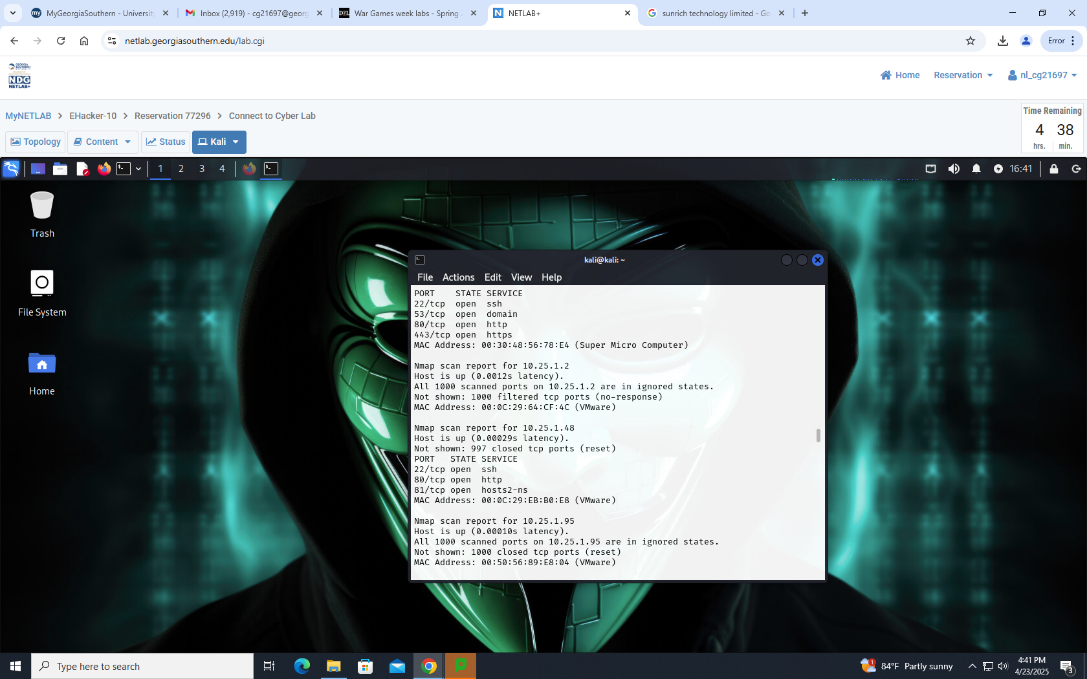 MyGeorgiaSouthern - University
Inbox (2,919) - cg21697@georg
War Games week labs - Spring
NETLAB+
sunrich technology limited - Go
netlab.georgiasouthern.edu/lab.cgi
Error
NDG
NETLAB+
Home
Reservation
nl_cg21697
MyNETLAB > EHacker-10 > Reservation 77296 > Connect to Cyber Lab
Time Remaining
4 38
hrs. min.
Topology
Content
Status
Kali
1 2 3 4
16:41
Trash
File System
Home
kali@kali: ~
File Actions Edit View Help
PORT    STATE SERVICE
22/tcp  open  ssh
53/tcp  open  domain
80/tcp  open  http
443/tcp open  https
MAC Address: 00:30:48:56:78:E4 (Super Micro Computer)
Nmap scan report for 10.25.1.2
Host is up (0.0012s latency).
All 1000 scanned ports on 10.25.1.2 are in ignored states.
Not shown: 1000 filtered tcp ports (no-response)
MAC Address: 00:0C:29:64:CF:4C (VMware)
Nmap scan report for 10.25.1.48
Host is up (0.00029s latency).
Not shown: 997 closed tcp ports (reset)
PORT   STATE SERVICE
22/tcp open  ssh
80/tcp open  http
81/tcp open  hosts2-ns
MAC Address: 00:0C:29:EB:B0:E8 (VMware)
Nmap scan report for 10.25.1.95
Host is up (0.00010s latency).
All 1000 scanned ports on 10.25.1.95 are in ignored states.
Not shown: 1000 closed tcp ports (reset)
MAC Address: 00:50:56:89:E8:04 (VMware)
Type here to search
84°F Partly sunny
4:41 PM
4/23/2025
3